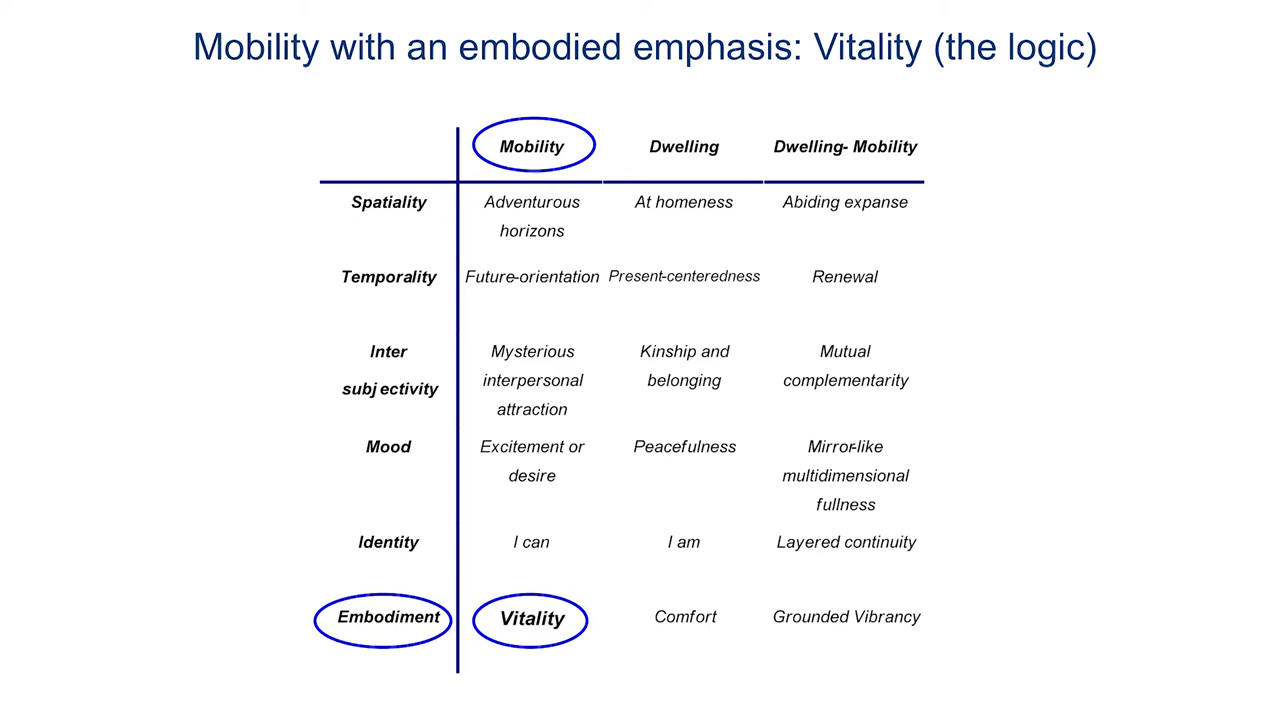 Mobility with an embodied emphasis: Vitality (the logic)
Mobility Dwelling Dwelling- Mobility
Spatiality Adventurous At homeness Abiding expanse
horizons
Temporality Future-orientation Present-centeredness Renewal
Inter Mysterious Kinship and Mutual
subj ectivity interpersonal belonging complementarity
attraction
Mood Excitement or Peacefulness Mirror-like
desire multidimensional
fullness
Identity I can I am Layered continuity
Embodiment Vitality Comfort Grounded Vibrancy